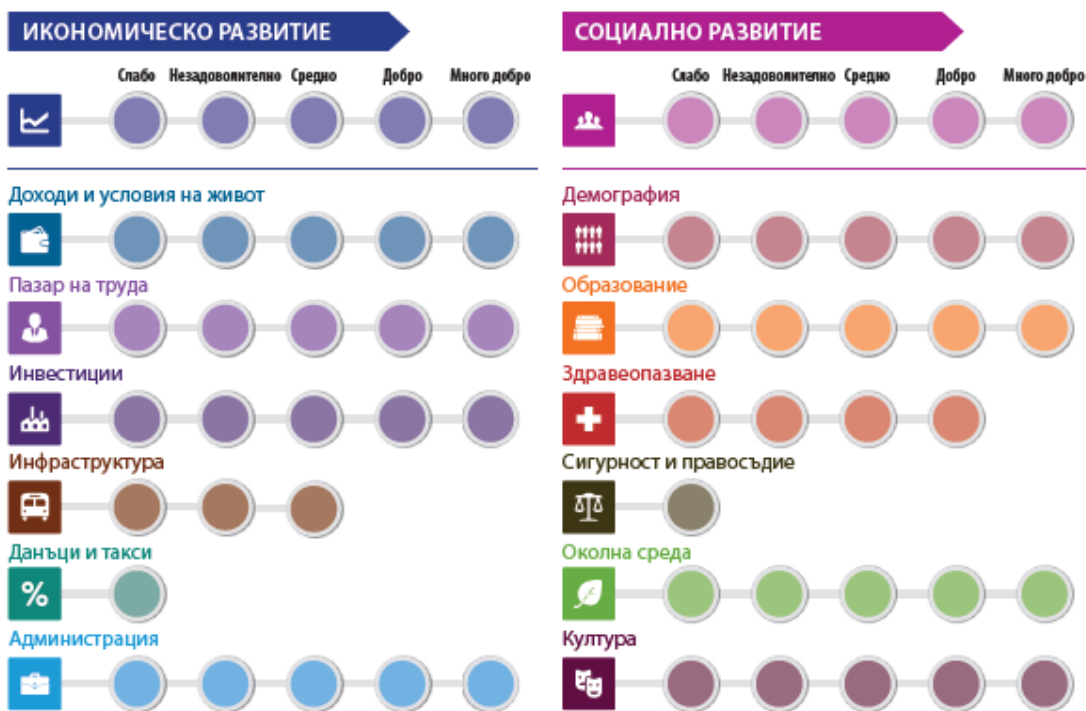 ИКОНОМИЧЕСКО РАЗВИТИЕ
Слабо Незадоволително Средно Добро Много добро
Доходи и условия на живот
Пазар на труда
Инвестиции
Инфраструктура
Данъци и такси
%
Администрация
СОЦИАЛНО РАЗВИТИЕ
Слабо Незадоволително Средно Добро Много добро
Демография
Образование
Здравеопазване
Сигурност и правосъдие
Околна среда
Култура